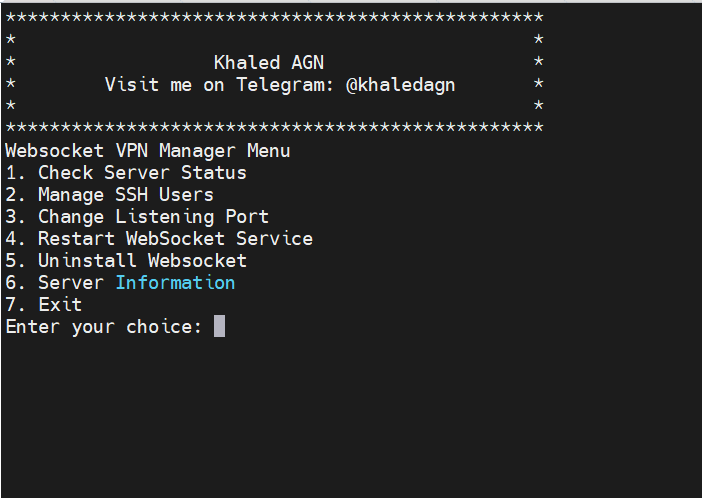 *************************************************
*                                               *
*                  Khaled AGN                   *
*        Visit me on Telegram: @khaledagn       *
*                                               *
*************************************************
Websocket VPN Manager Menu
1. Check Server Status
2. Manage SSH Users
3. Change Listening Port
4. Restart WebSocket Service
5. Uninstall Websocket
6. Server Information
7. Exit
Enter your choice: